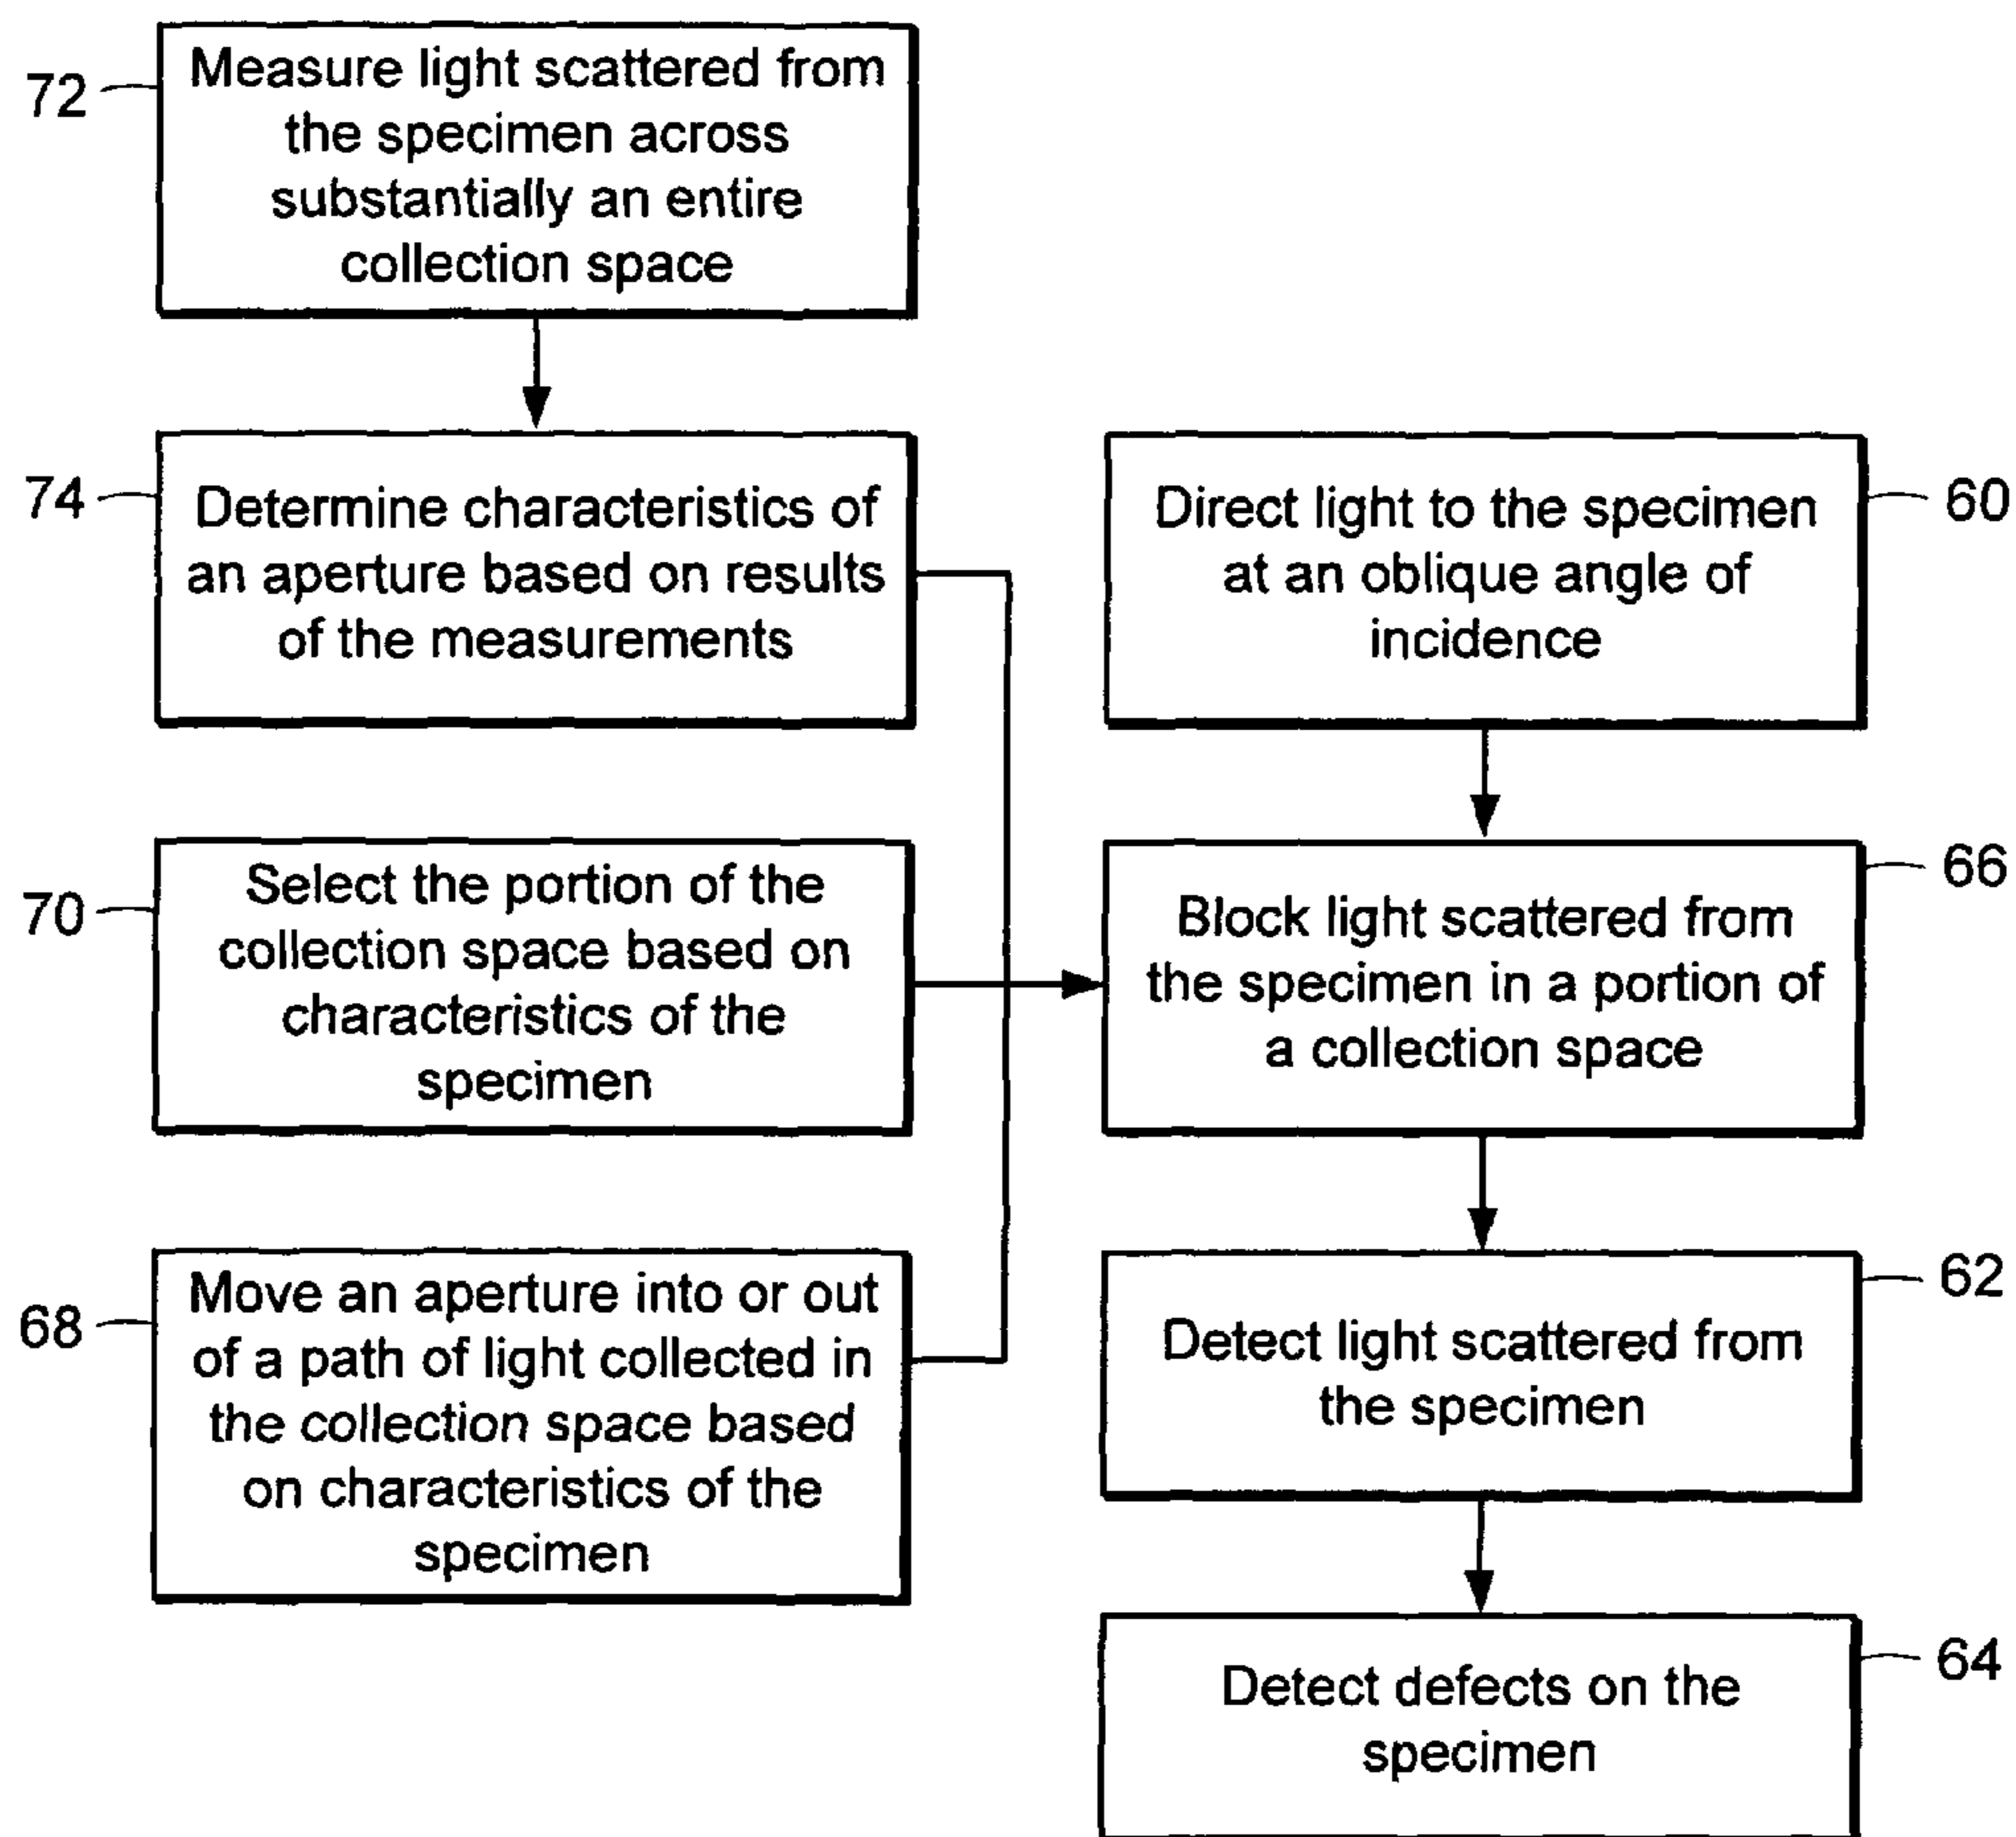 72
Measure light scattered from
the specimen across
substantially an entire
collection space
74
Determine characteristics of
an aperture based on results
of the measurements
70
Select the portion of the
collection space based on
characteristics of the
specimen
68
Move an aperture into or out
of a path of light collected in
the collection space based
on characteristics of the
specimen
60
Direct light to the specimen
at an oblique angle of
incidence
66
Block light scattered from
the specimen in a portion of
a collection space
62
Detect light scattered from
the specimen
64
Detect defects on the
specimen